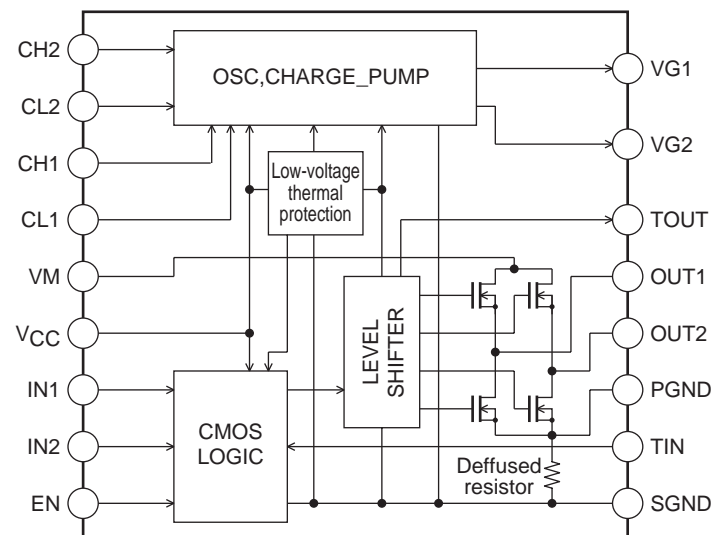 CH2
CL2
CH1
CL1
VM
VCC
IN1
IN2
EN
OSC,CHARGE_PUMP
Low-voltage
thermal
protection
LEVEL
SHIFTER
CMOS
LOGIC
Deffused
resistor
VG1
VG2
TOUT
OUT1
OUT2
PGND
TIN
SGND